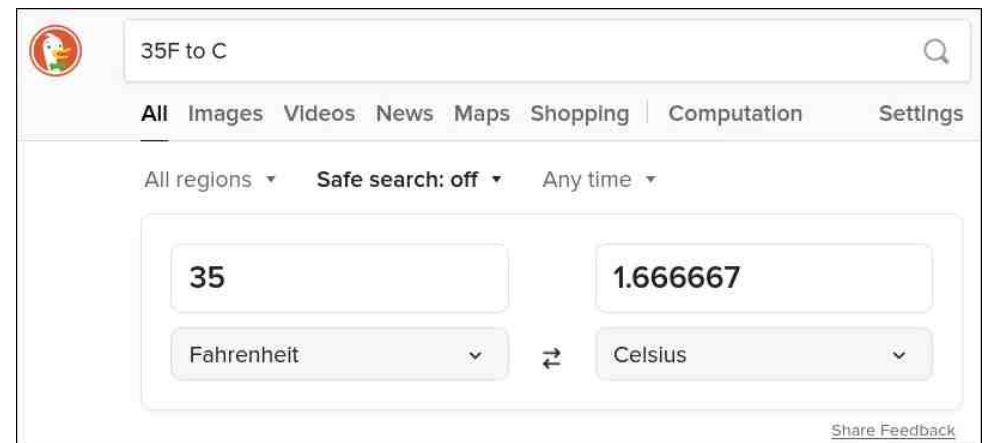 35F to C
All Images Videos News Maps Shopping Computation Settings
All regions Safe search: off Any time
35 1.666667
Fahrenheit Celsius
Share Feedback